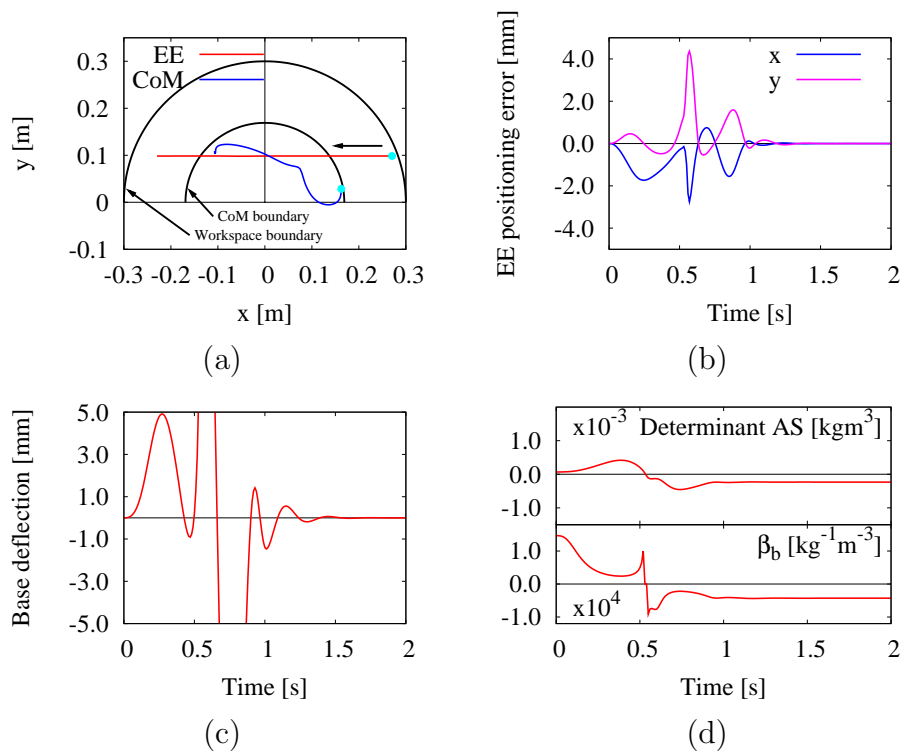 EE
CoM
0.3
0.2
0.1
0
-0.1
y [m]
CoM boundary
Workspace boundary
-0.3 -0.2 -0.1 0 0.1 0.2 0.3
x [m]
(a)
x
y
4.0
2.0
0.0
-2.0
-4.0
EE positioning error [mm]
0 0.5 1 1.5 2
Time [s]
(b)
5.0
3.0
1.0
-1.0
-3.0
-5.0
Base deflection [mm]
0 0.5 1 1.5 2
Time [s]
(c)
x10⁻³ Determinant AS [kgm³]
1.0
0.0
-1.0
β_b [kg⁻¹m⁻³]
1.0
0.0
-1.0
x10⁴
0 0.5 1 1.5 2
Time [s]
(d)